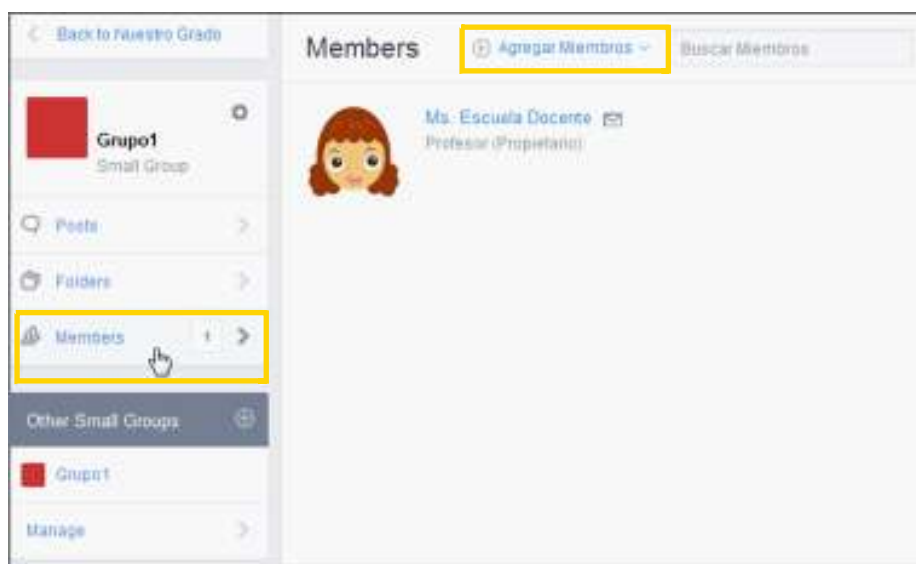 Back to Nuestro Grado
Grupo1
Small Group
Posts
Folders
Members 1
Other Small Groups
Grupo1
Manage
Members
Agregar Miembros
Buscar Miembros
Ms. Escuela Docente
Profesor (Propietario)